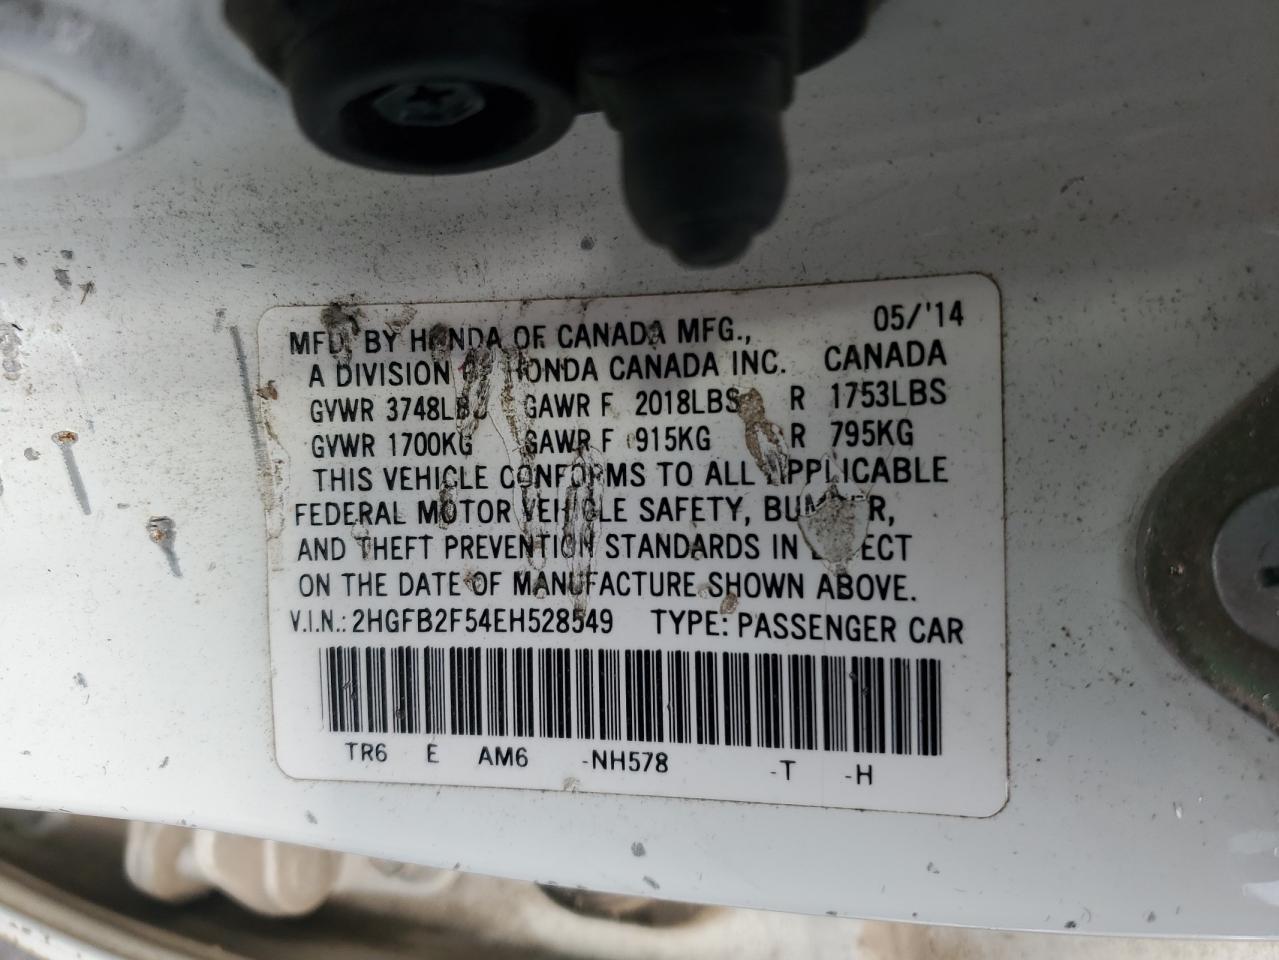 MFD. BY HONDA OF CANADA MFG., 05/'14
A DIVISION OF HONDA CANADA INC. CANADA
GVWR 3748LBS GAWR F 2018LBS R 1753LBS
GVWR 1700KG GAWR F 915KG R 795KG
THIS VEHICLE CONFORMS TO ALL APPLICABLE
FEDERAL MOTOR VEHICLE SAFETY, BUMPER,
AND THEFT PREVENTION STANDARDS IN EFFECT
ON THE DATE OF MANUFACTURE SHOWN ABOVE.
V.I.N.: 2HGFB2F54EH528549 TYPE: PASSENGER CAR
TR6 E AM6 -NH578 -T -H